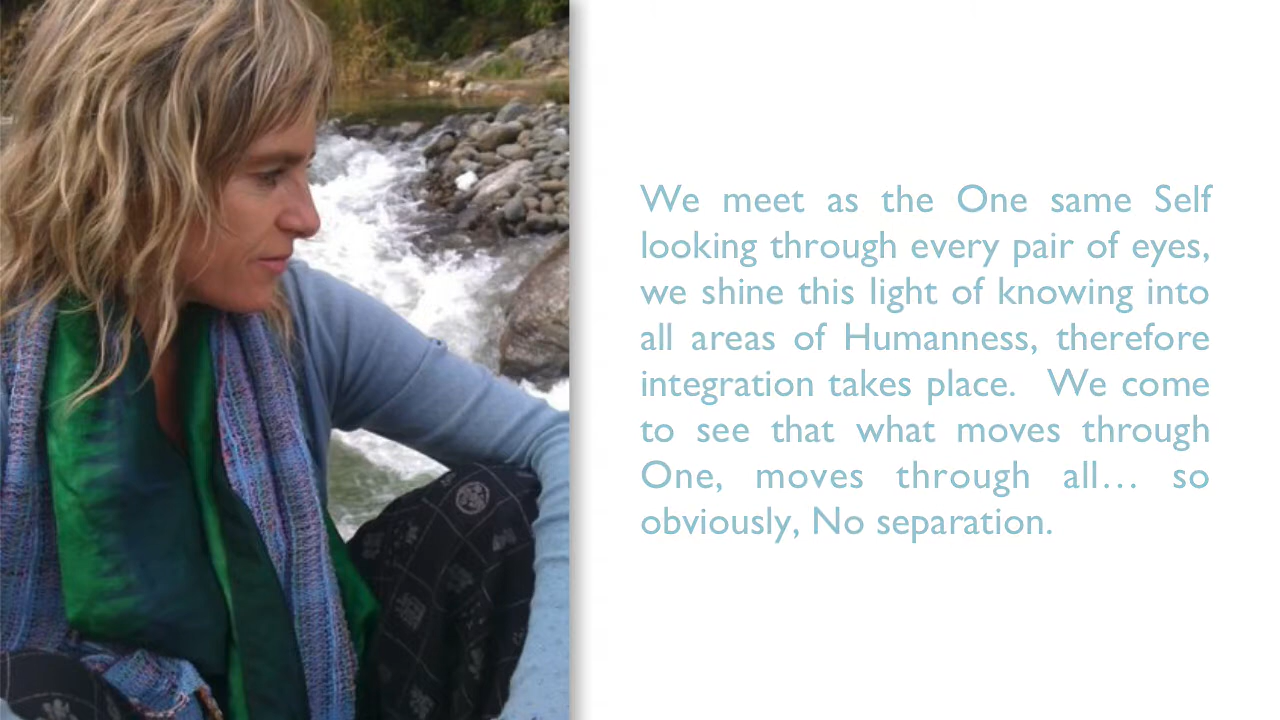 We meet as the One same Self
looking through every pair of eyes,
we shine this light of knowing into
all areas of Humanness, therefore
integration takes place.  We come
to see that what moves through
One, moves through all… so
obviously, No separation.